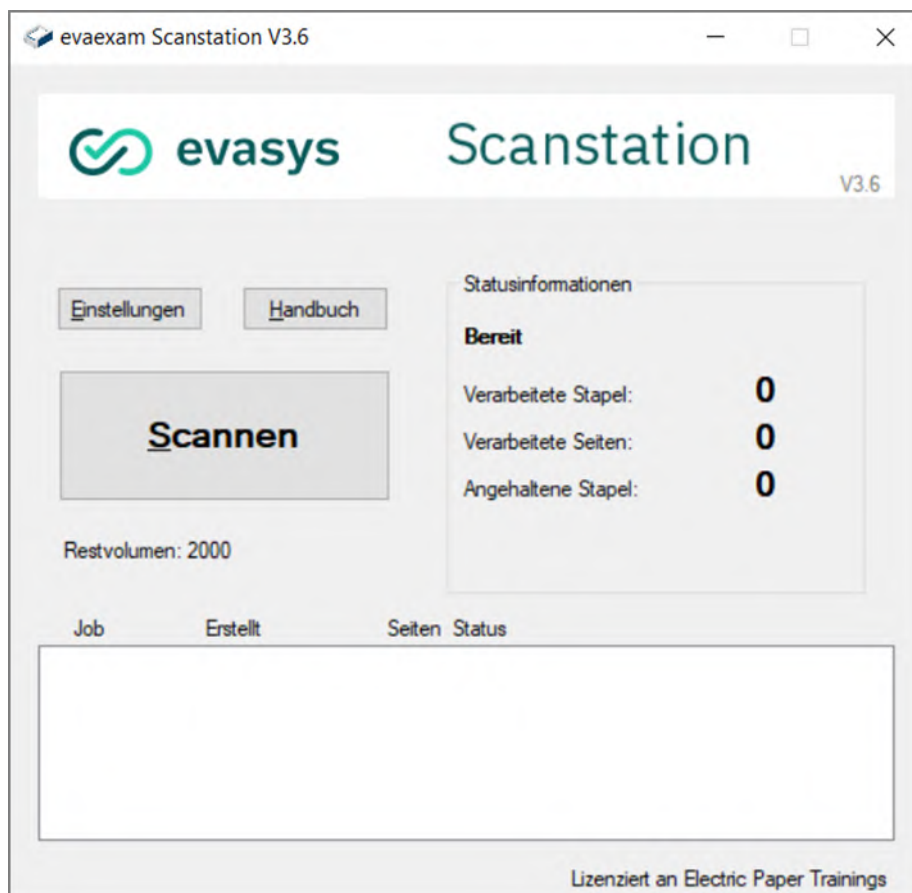 evaexam Scanstation V3.6
evasys Scanstation
V3.6
Einstellungen Handbuch
Scannen
Restvolumen: 2000
Statusinformationen
Bereit
Verarbeitete Stapel: 0
Verarbeitete Seiten: 0
Angehaltene Stapel: 0
Job Erstellt Seiten Status
Lizenziert an Electric Paper Trainings